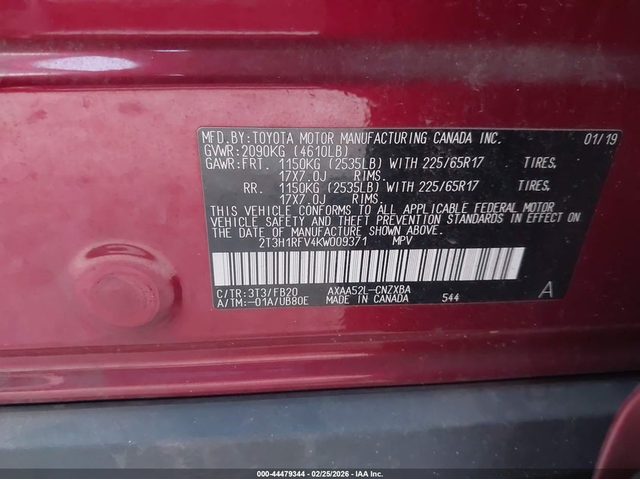 MFD.BY:TOYOTA MOTOR MANUFACTURING CANADA INC. 01/19
GVWR:2090KG (4610LB)
GAWR:FRT. 1150KG (2535LB) WITH 225/65R17 TIRES,
17X7.0J RIMS.
RR. 1150KG (2535LB) WITH 225/65R17 TIRES,
17X7.0J RIMS.
THIS VEHICLE CONFORMS TO ALL APPLICABLE FEDERAL MOTOR
VEHICLE SAFETY AND THEFT PREVENTION STANDARDS IN EFFECT ON
THE DATE OF MANUFACTURE SHOWN ABOVE.
2T3H1RFV4KW009371 MPV
C/TR:3T3/FB20 AXAA52L-CNZXBA
A/TM:-01A/UB80E MADE IN CANADA 544 A
000-44479344 - 02/25/2026 - IAA Inc. Copyright